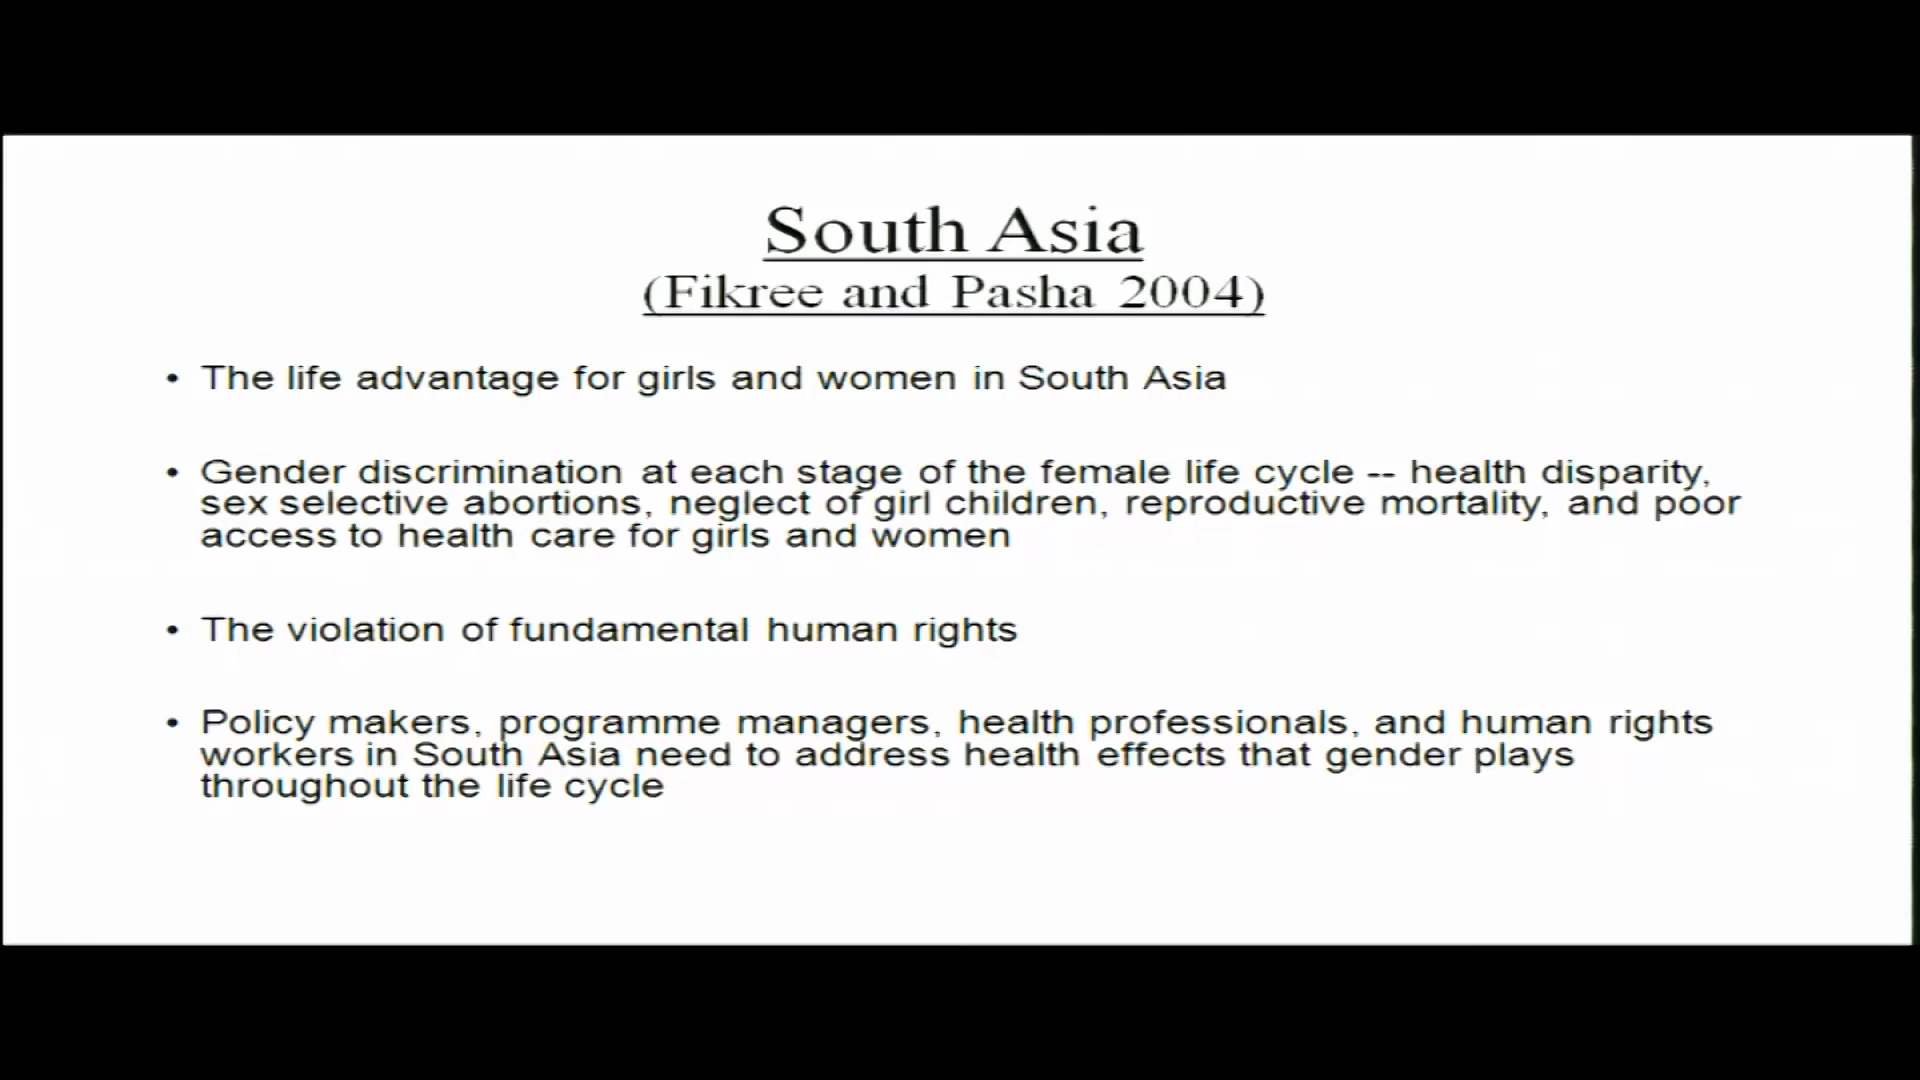 South Asia
(Fikree and Pasha 2004)
• The life advantage for girls and women in South Asia
• Gender discrimination at each stage of the female life cycle -- health disparity,
sex selective abortions, neglect of girl children, reproductive mortality, and poor
access to health care for girls and women
• The violation of fundamental human rights
• Policy makers, programme managers, health professionals, and human rights
workers in South Asia need to address health effects that gender plays
throughout the life cycle